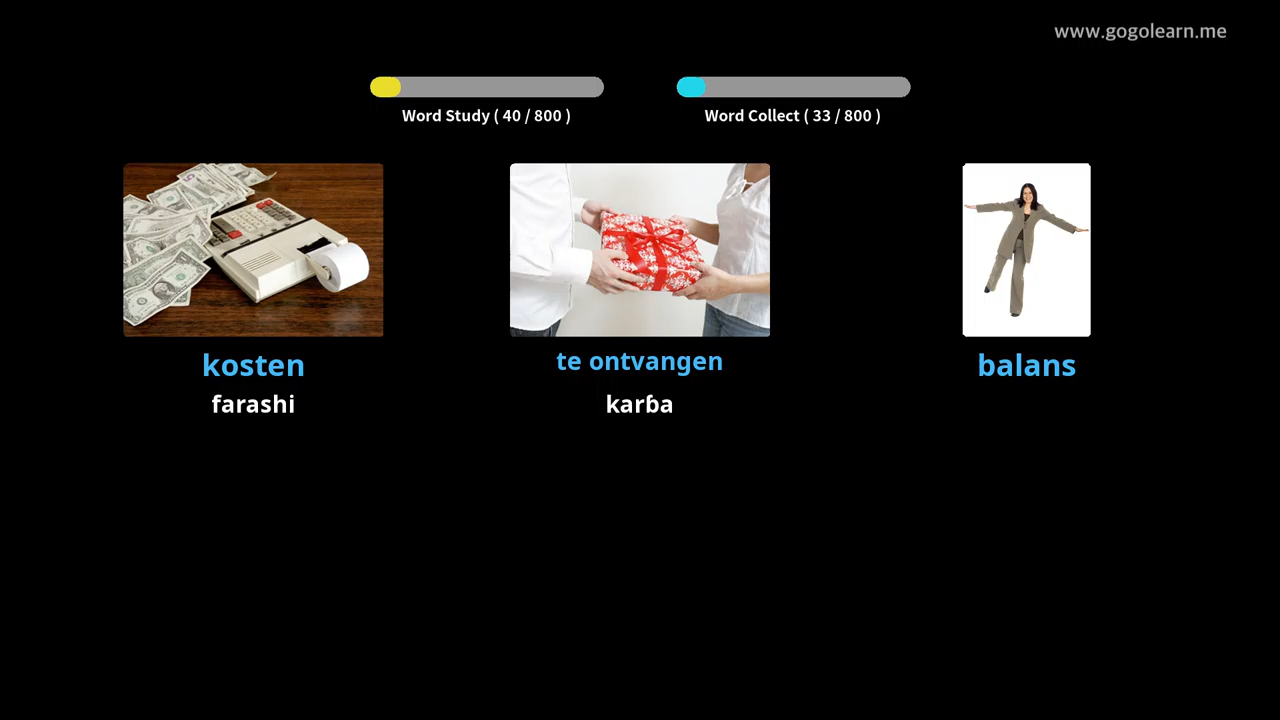 www.gogolearn.me
Word Study ( 40 / 800 )
Word Collect ( 33 / 800 )
kosten
te ontvangen
balans
farashi
karɓa